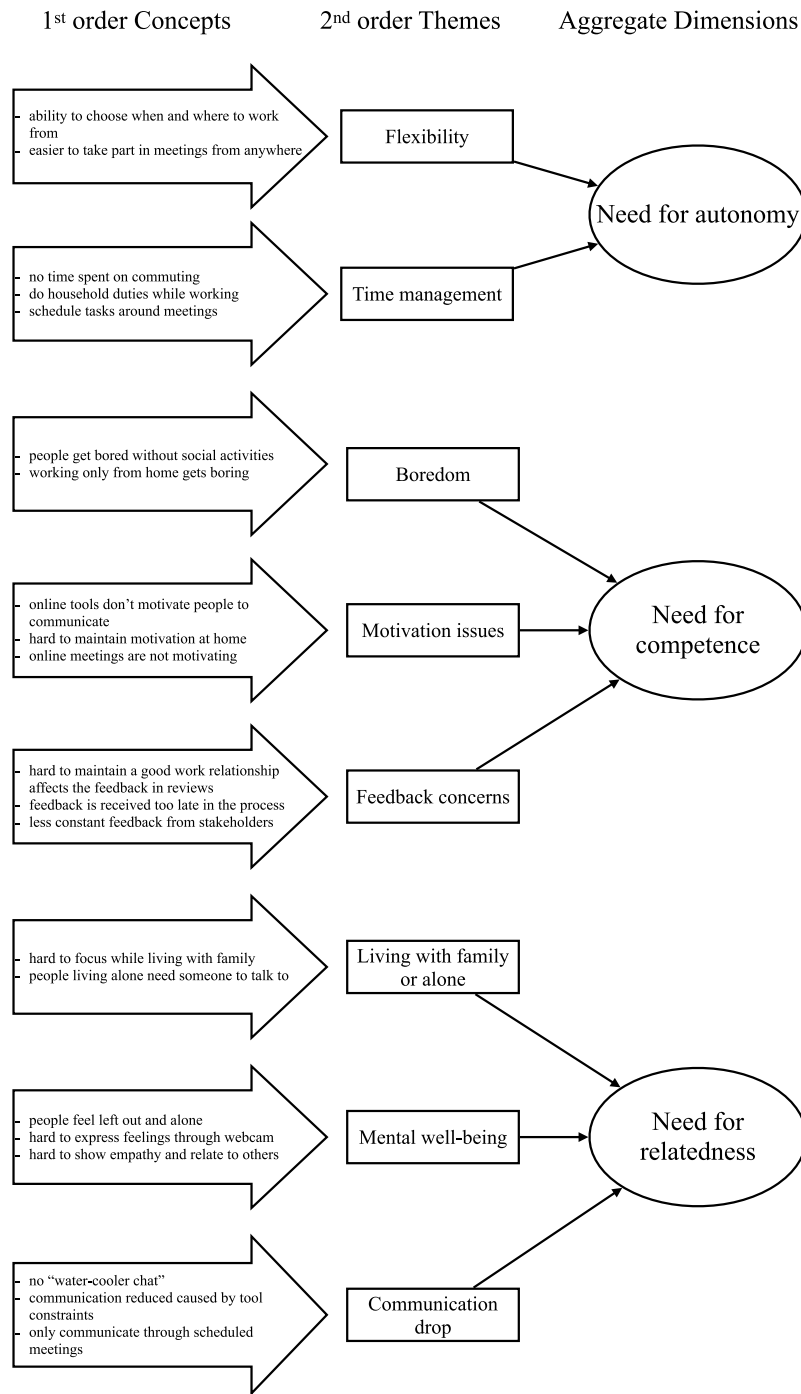 1st order Concepts
2nd order Themes
Aggregate Dimensions
- ability to choose when and where to work
from
- easier to take part in meetings from anywhere
Flexibility
Need for autonomy
- no time spent on commuting
- do household duties while working
- schedule tasks around meetings
Time management
- people get bored without social activities
- working only from home gets boring
Boredom
- online tools don’t motivate people to
communicate
- hard to maintain motivation at home
- online meetings are not motivating
Motivation issues
Need for
competence
- hard to maintain a good work relationship
affects the feedback in reviews
- feedback is received too late in the process
- less constant feedback from stakeholders
Feedback concerns
- hard to focus while living with family
- people living alone need someone to talk to
Living with family
or alone
- people feel left out and alone
- hard to express feelings through webcam
- hard to show empathy and relate to others
Mental well-being
Need for
relatedness
- no “water-cooler chat”
- communication reduced caused by tool
constraints
- only communicate through scheduled
meetings
Communication
drop